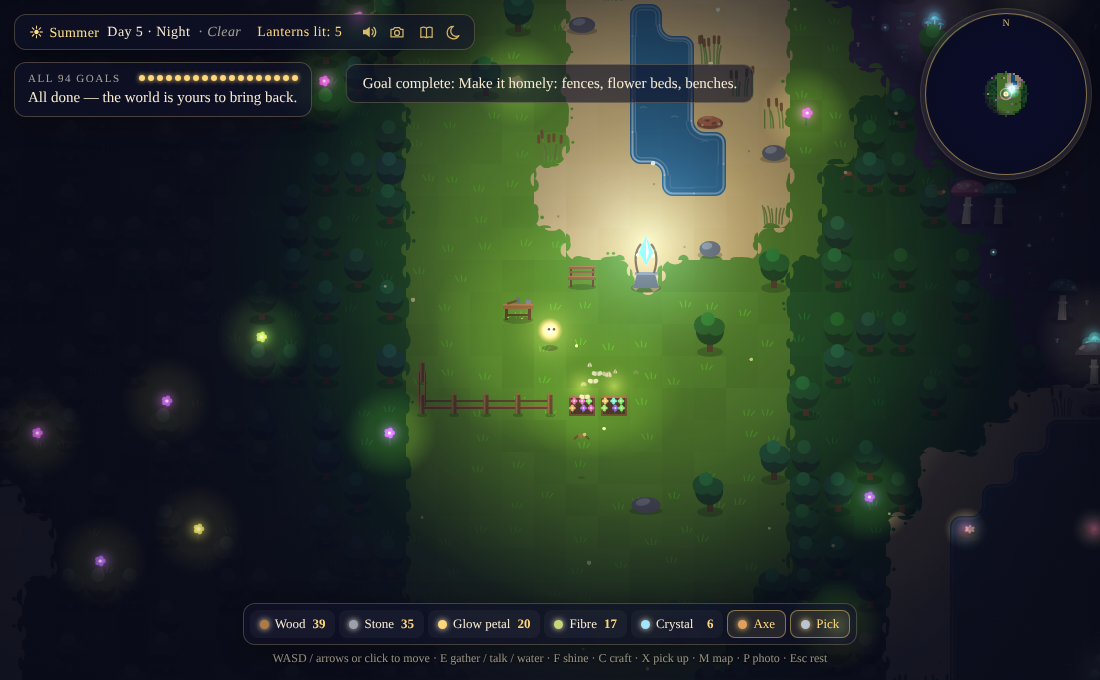 Summer Day 5 · Night · Clear Lanterns lit: 5
ALL 94 GOALS
All done — the world is yours to bring back.
Goal complete: Make it homely: fences, flower beds, benches.
N
Wood 39 Stone 35 Glow petal 20 Fibre 17 Crystal 6 Axe Pick
WASD / arrows or click to move · E gather / talk / water · F shine · C craft · X pick up · M map · P photo · Esc rest